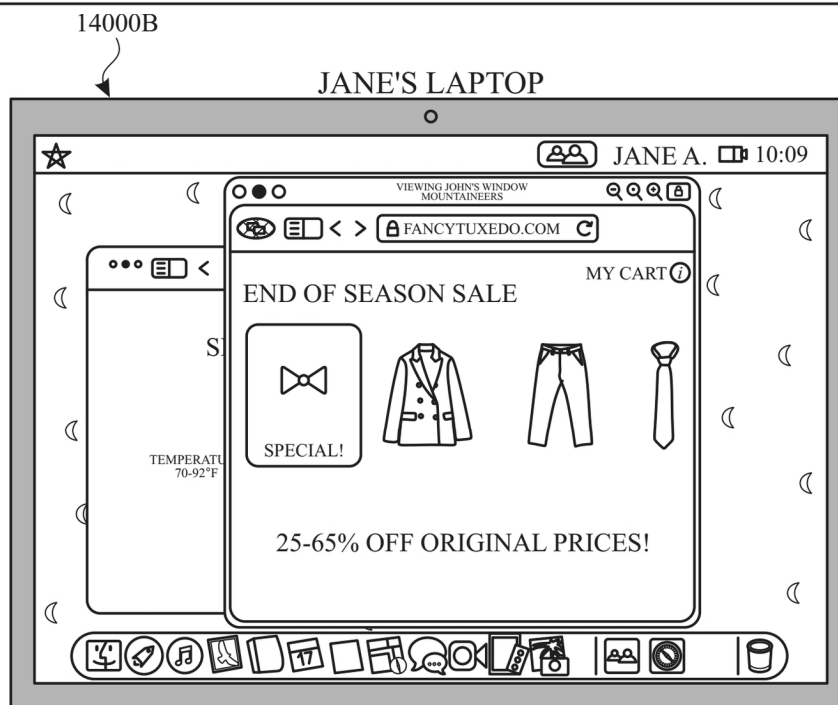 14000B
JANE'S LAPTOP
JANE A. 10:09
VIEWING JOHN'S WINDOW
MOUNTAINEERS
FANCYTUXEDO.COM
MY CART i
END OF SEASON SALE
SPECIAL!
TEMPERATU
70-92°F
25-65% OFF ORIGINAL PRICES!
17